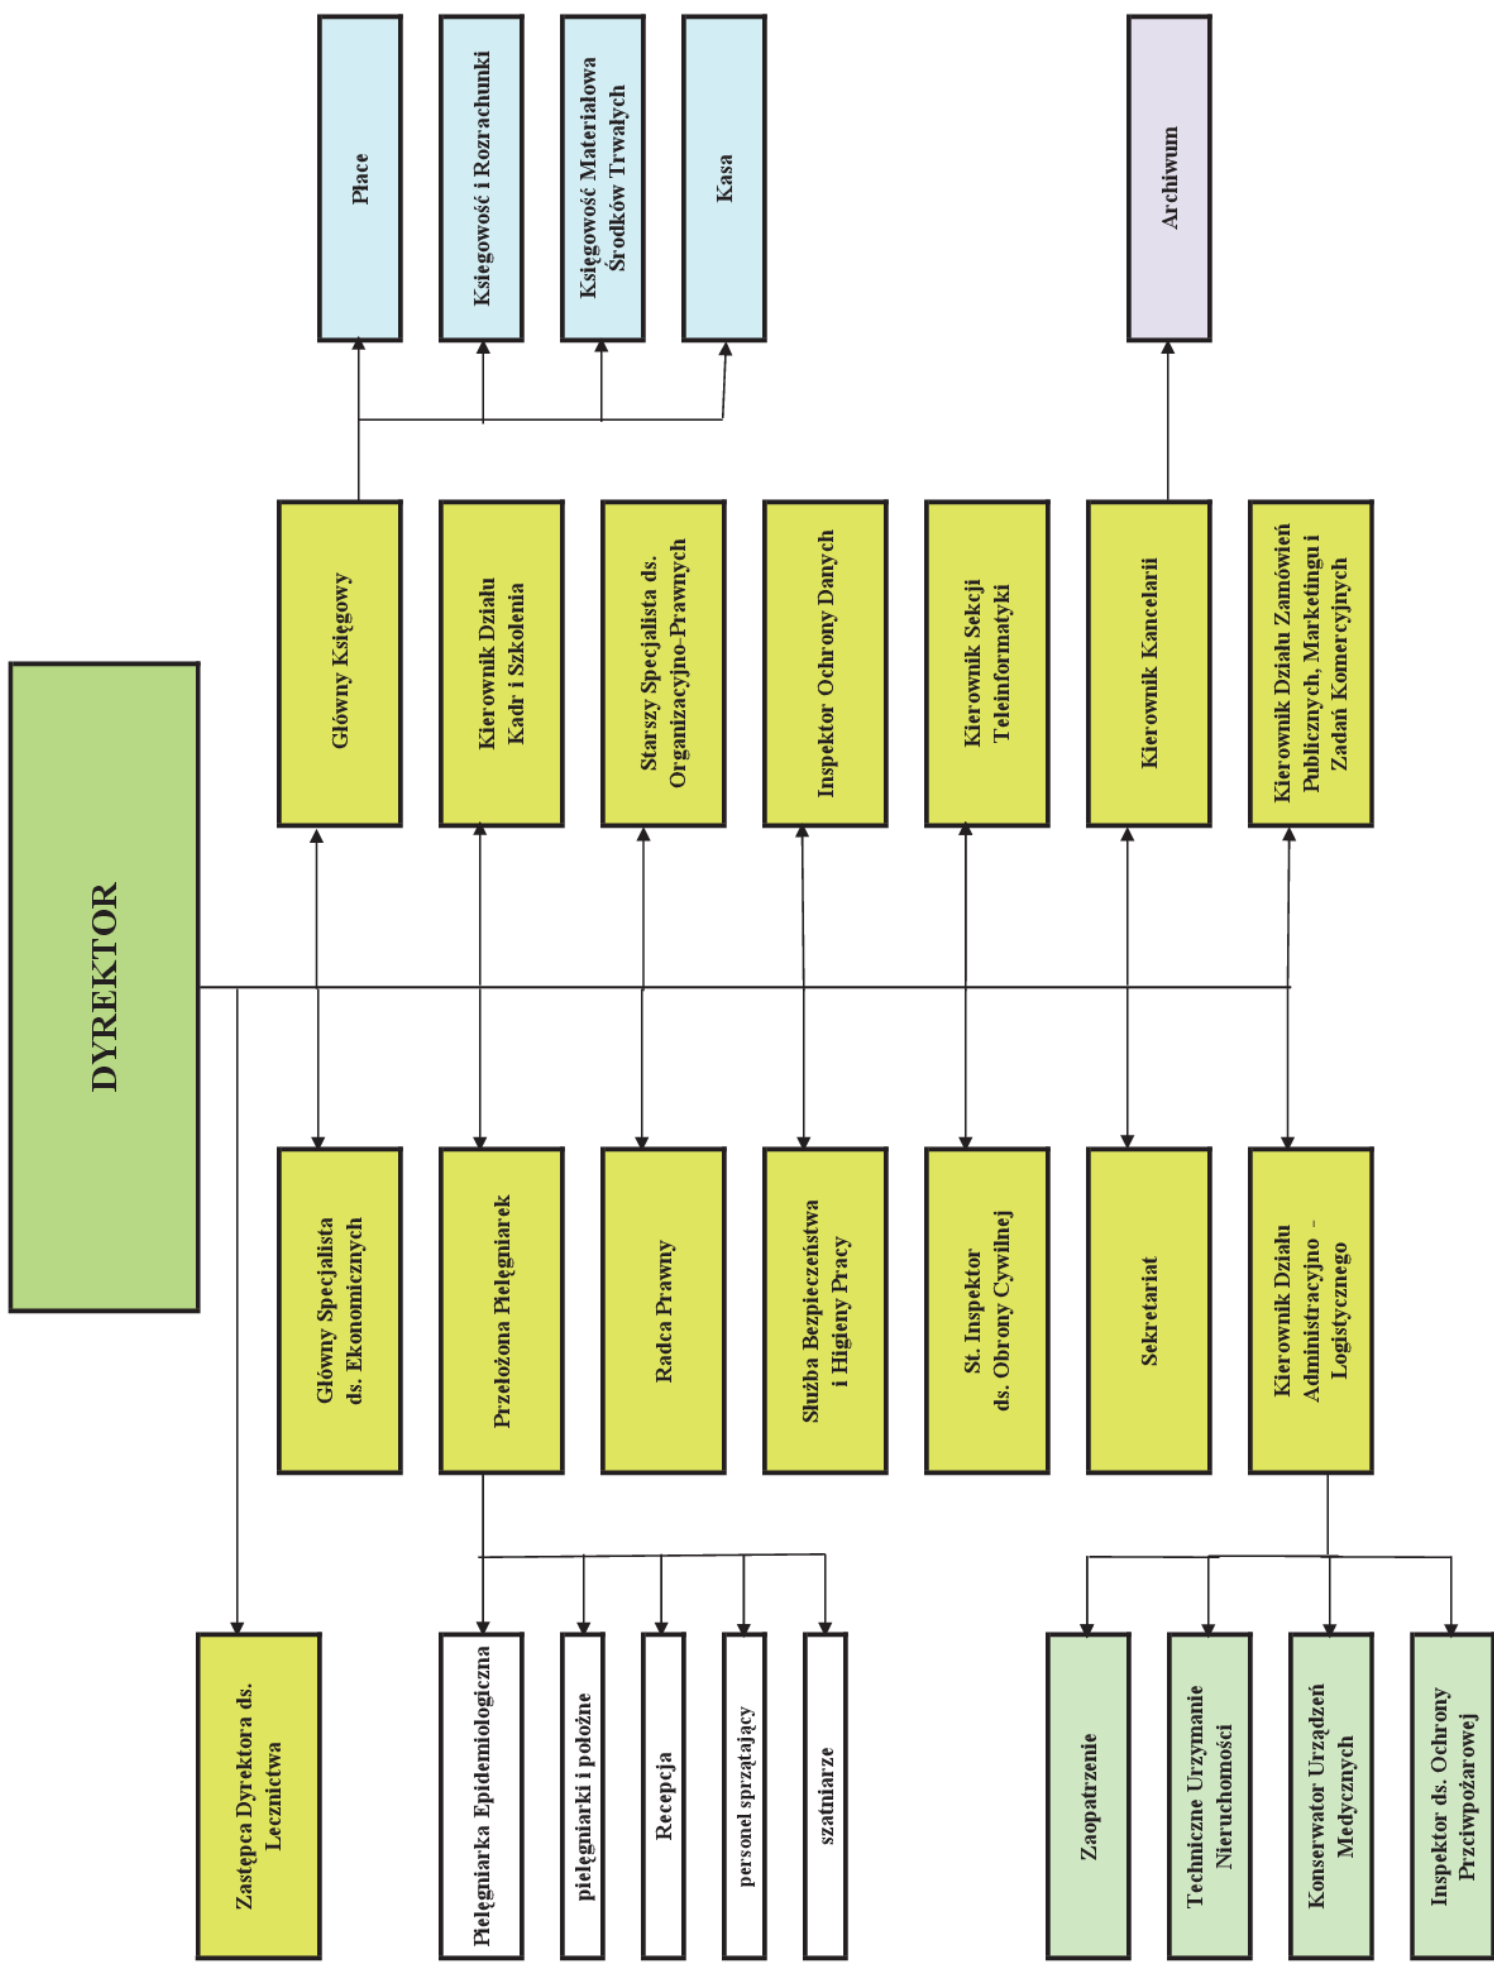 DYREKTOR
Zastępca Dyrektora ds.
Lecznictwa
Pielęgniarka Epidemiologiczna
pielęgniarki i położne
Recepcja
personel sprzątający
szatniarze
Zaopatrzenie
Techniczne Urzymanie
Nieruchomości
Konserwator Urządzeń
Medycznych
Inspektor ds. Ochrony
Przciwpożarowej
Główny Specjalista
ds. Ekonomicznych
Przełożona Pielęgniarek
Radca Prawny
Służba Bezpieczeństwa
i Higieny Pracy
St. Inspektor
ds. Obrony Cywilnej
Sekretariat
Kierownik Działu
Administracyjno -
Logistycznego
Główny Księgowy
Kierownik Działu
Kadr i Szkolenia
Starszy Specjalista ds.
Organizacyjno-Prawnych
Inspektor Ochrony Danych
Kierownik Sekcji
Teleinformatyki
Kierownik Kancelarii
Kierownik Działu Zamówień
Publicznych, Marketingu i
Zadań Komercyjnych
Płace
Ksiegowość i Rozrachunki
Księgowość Materiałowa
Środków Trwałych
Kasa
Archiwum